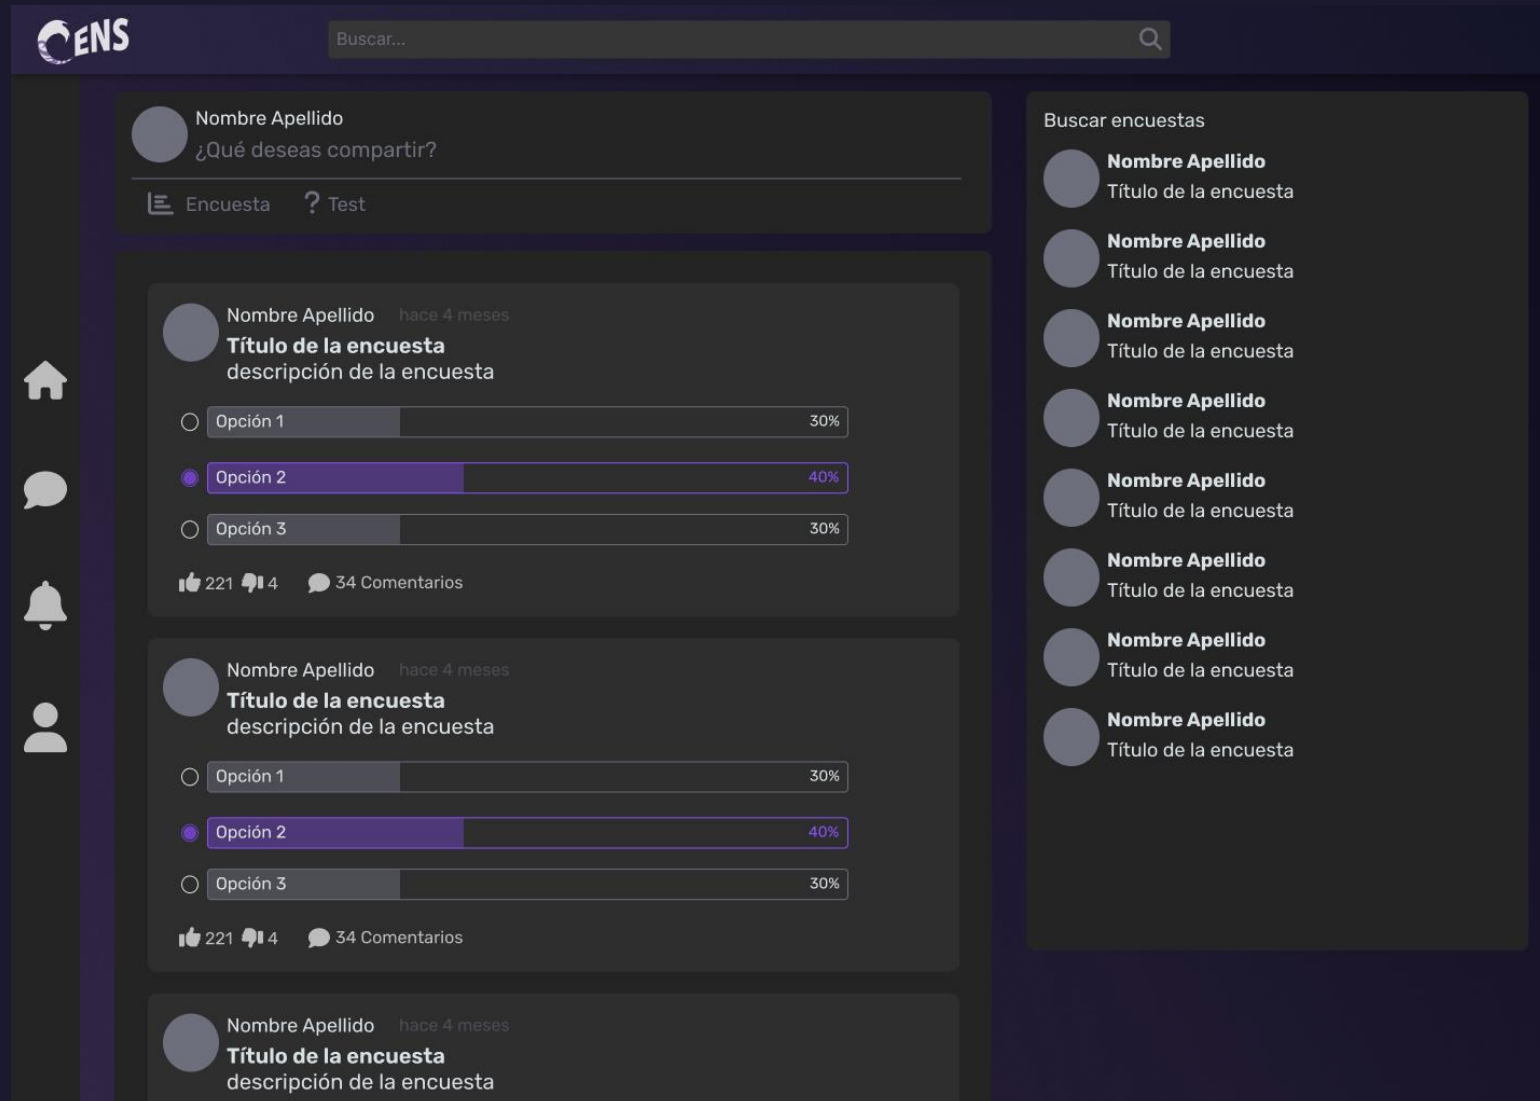 CENS
Buscar...
Nombre Apellido
¿Qué deseas compartir?
Encuesta ? Test
Nombre Apellido hace 4 meses
Título de la encuesta
descripción de la encuesta
Opción 1 30%
Opción 2 40%
Opción 3 30%
221 4 34 Comentarios
Nombre Apellido hace 4 meses
Título de la encuesta
descripción de la encuesta
Opción 1 30%
Opción 2 40%
Opción 3 30%
221 4 34 Comentarios
Nombre Apellido hace 4 meses
Título de la encuesta
descripción de la encuesta
Buscar encuestas
Nombre Apellido
Título de la encuesta
Nombre Apellido
Título de la encuesta
Nombre Apellido
Título de la encuesta
Nombre Apellido
Título de la encuesta
Nombre Apellido
Título de la encuesta
Nombre Apellido
Título de la encuesta
Nombre Apellido
Título de la encuesta
Nombre Apellido
Título de la encuesta